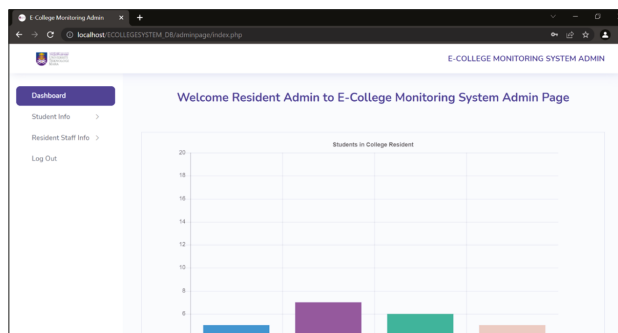 E-College Monitoring Admin
localhost/ECOLLEGESYSTEM_DB/adminpage/index.php
E-COLLEGE MONITORING SYSTEM ADMIN
Dashboard
Welcome Resident Admin to E-College Monitoring System Admin Page
Student Info
Resident Staff Info
Log Out
Students in College Resident
20
18
16
14
12
10
8
6